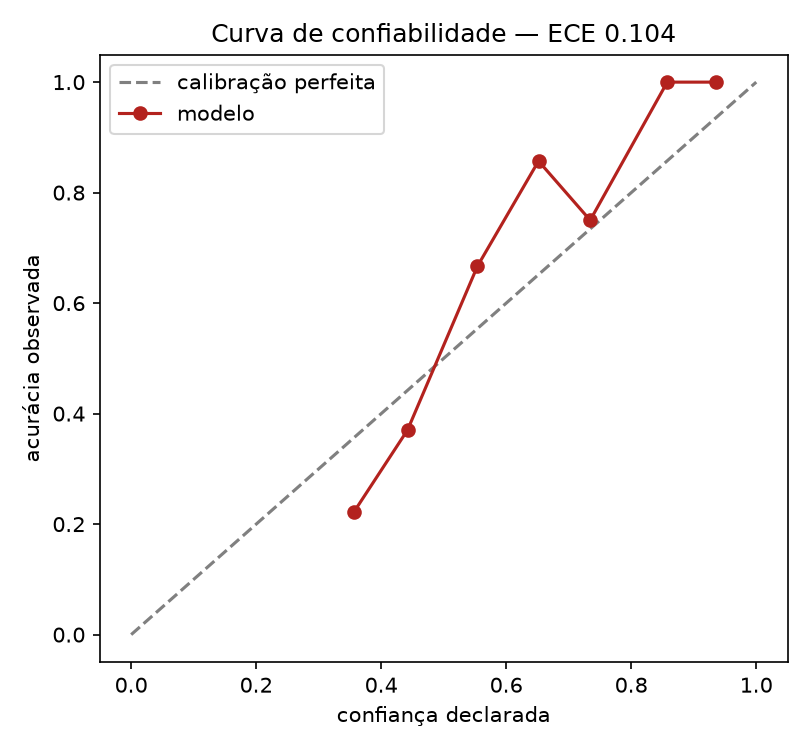 Curva de confiabilidade — ECE 0.104
calibração perfeita
modelo
acurácia observada
1.0
0.8
0.6
0.4
0.2
0.0
0.0 0.2 0.4 0.6 0.8 1.0
confiança declarada